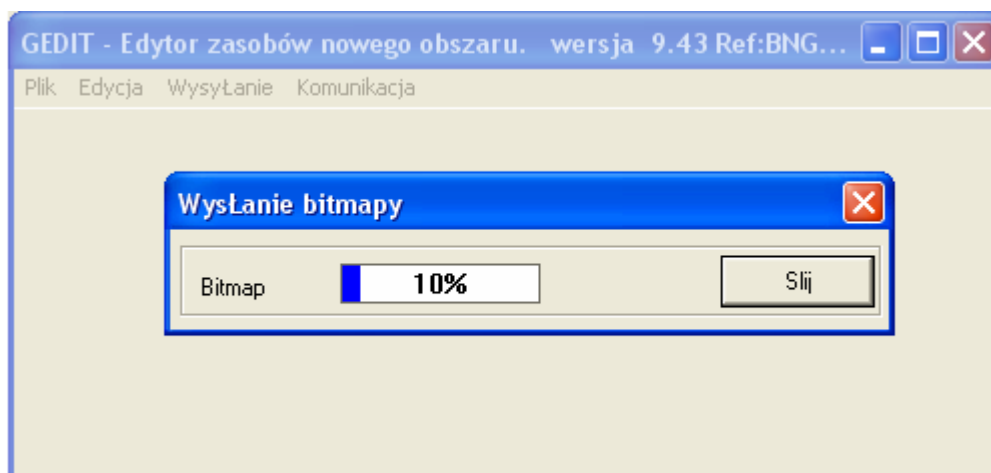 GEDIT - Edytor zasobów nowego obszaru. wersja 9.43 Ref:BNG...
Plik Edycja WysyŁanie Komunikacja
WysŁanie bitmapy
Bitmap 10% Slij